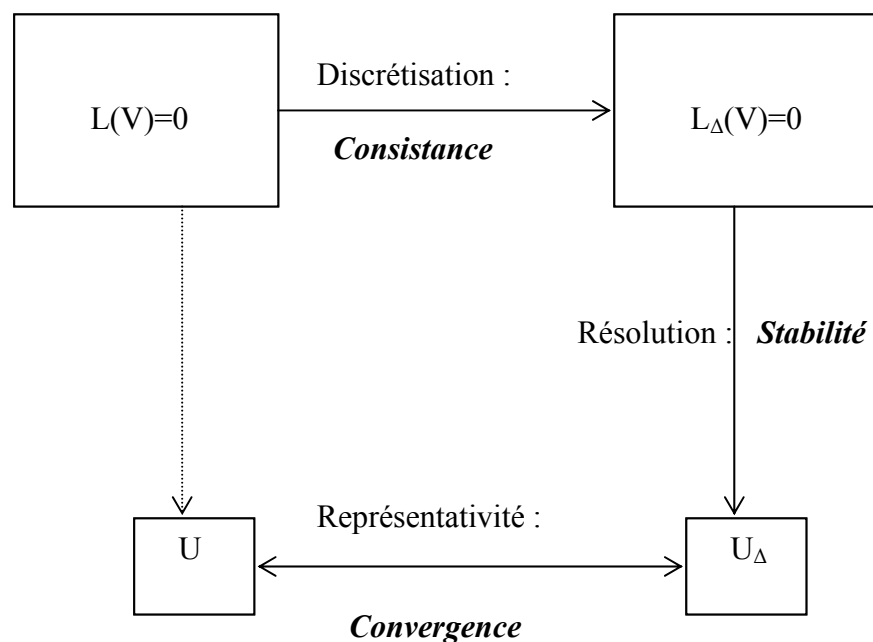 Discrétisation :
L(V)=0
L_Δ(V)=0
Consistance
Résolution : Stabilité
Représentativité :
U
U_Δ
Convergence